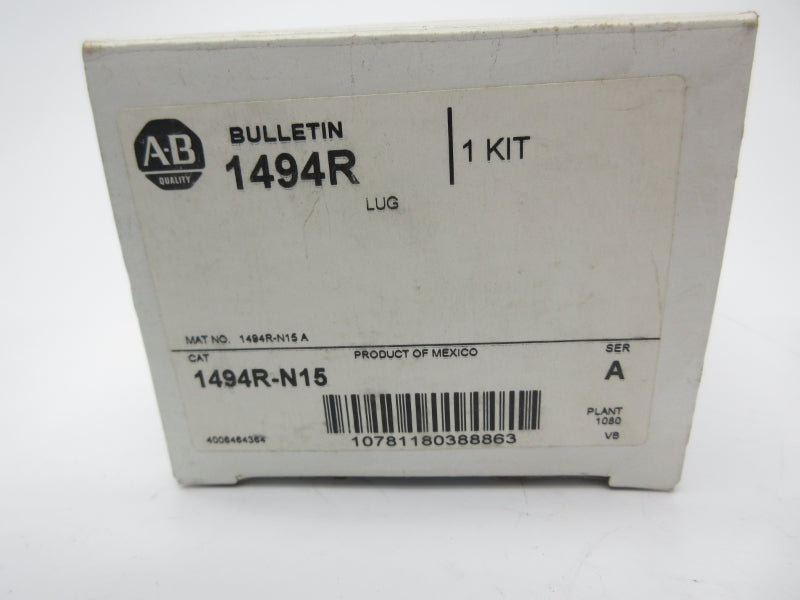 A-B
QUALITY
BULLETIN
1494R
1 KIT
LUG
MAT NO. 1494R-N15 A
CAT
PRODUCT OF MEXICO
SER
1494R-N15
A
PLANT
1080
4006464364
10781180388863
V8